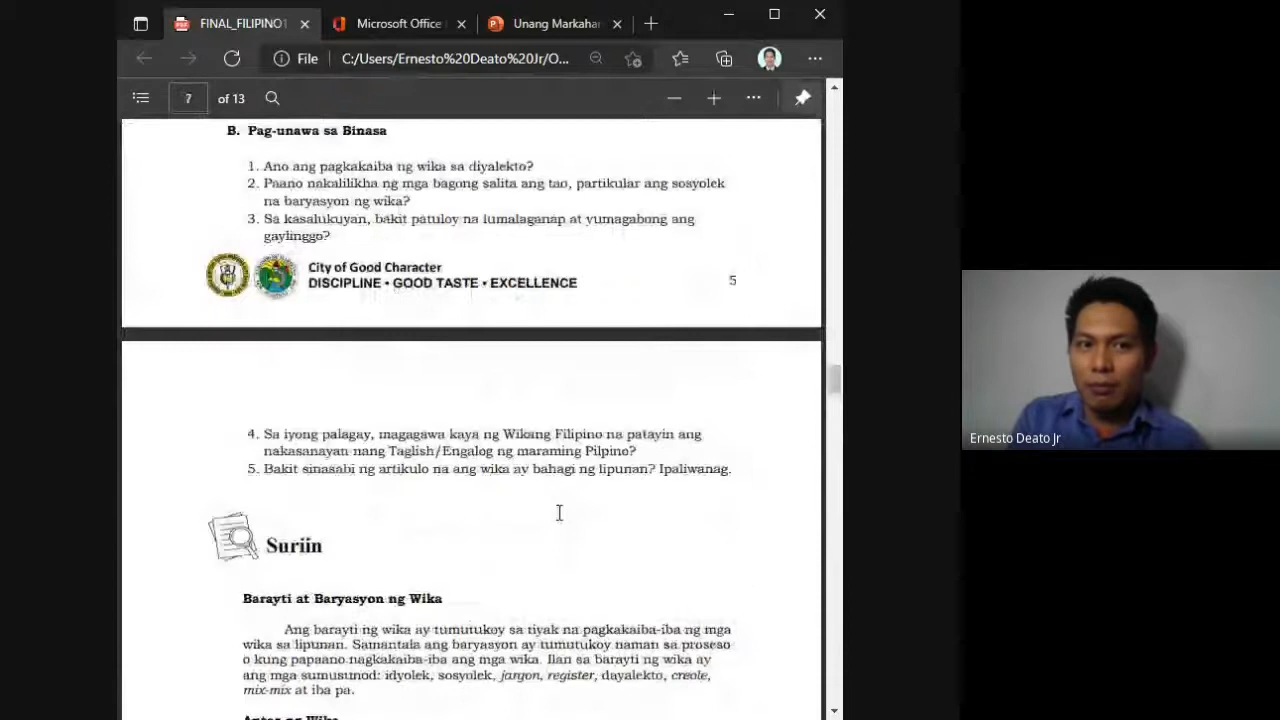 FINAL_FILIPINO1
Microsoft Office
Unang Markahan
File
C:/Users/Ernesto%20Deato%20Jr/O...
7
of 13
B. Pag-unawa sa Binasa
1. Ano ang pagkakaiba ng wika sa diyalekto?
2. Paano nakalilikha ng mga bagong salita ang tao, partikular ang sosyolek
na baryasyon ng wika?
3. Sa kasalukuyan, bakit patuloy na lumalaganap at yumagabong ang
gaylinggo?
City of Good Character
DISCIPLINE • GOOD TASTE • EXCELLENCE
5
4. Sa iyong palagay, magagawa kaya ng Wikang Filipino na patayin ang
nakasanayan nang Taglish/Engalog ng maraming Pilpino?
5. Bakit sinasabi ng artikulo na ang wika ay bahagi ng lipunan? Ipaliwanag.
Suriin
Barayti at Baryasyon ng Wika
Ang barayti ng wika ay tumutukoy sa tiyak na pagkakaiba-iba ng mga
wika sa lipunan. Samantala ang baryasyon ay tumutukoy naman sa proseso
o kung papaano nagkakaiba-iba ang mga wika. Ilan sa barayti ng wika ay
ang mga sumusunod: idyolek, sosyolek, jargon, register, dayalekto, creole,
mix-mix at iba pa.
Antas ng Wika
Ernesto Deato Jr